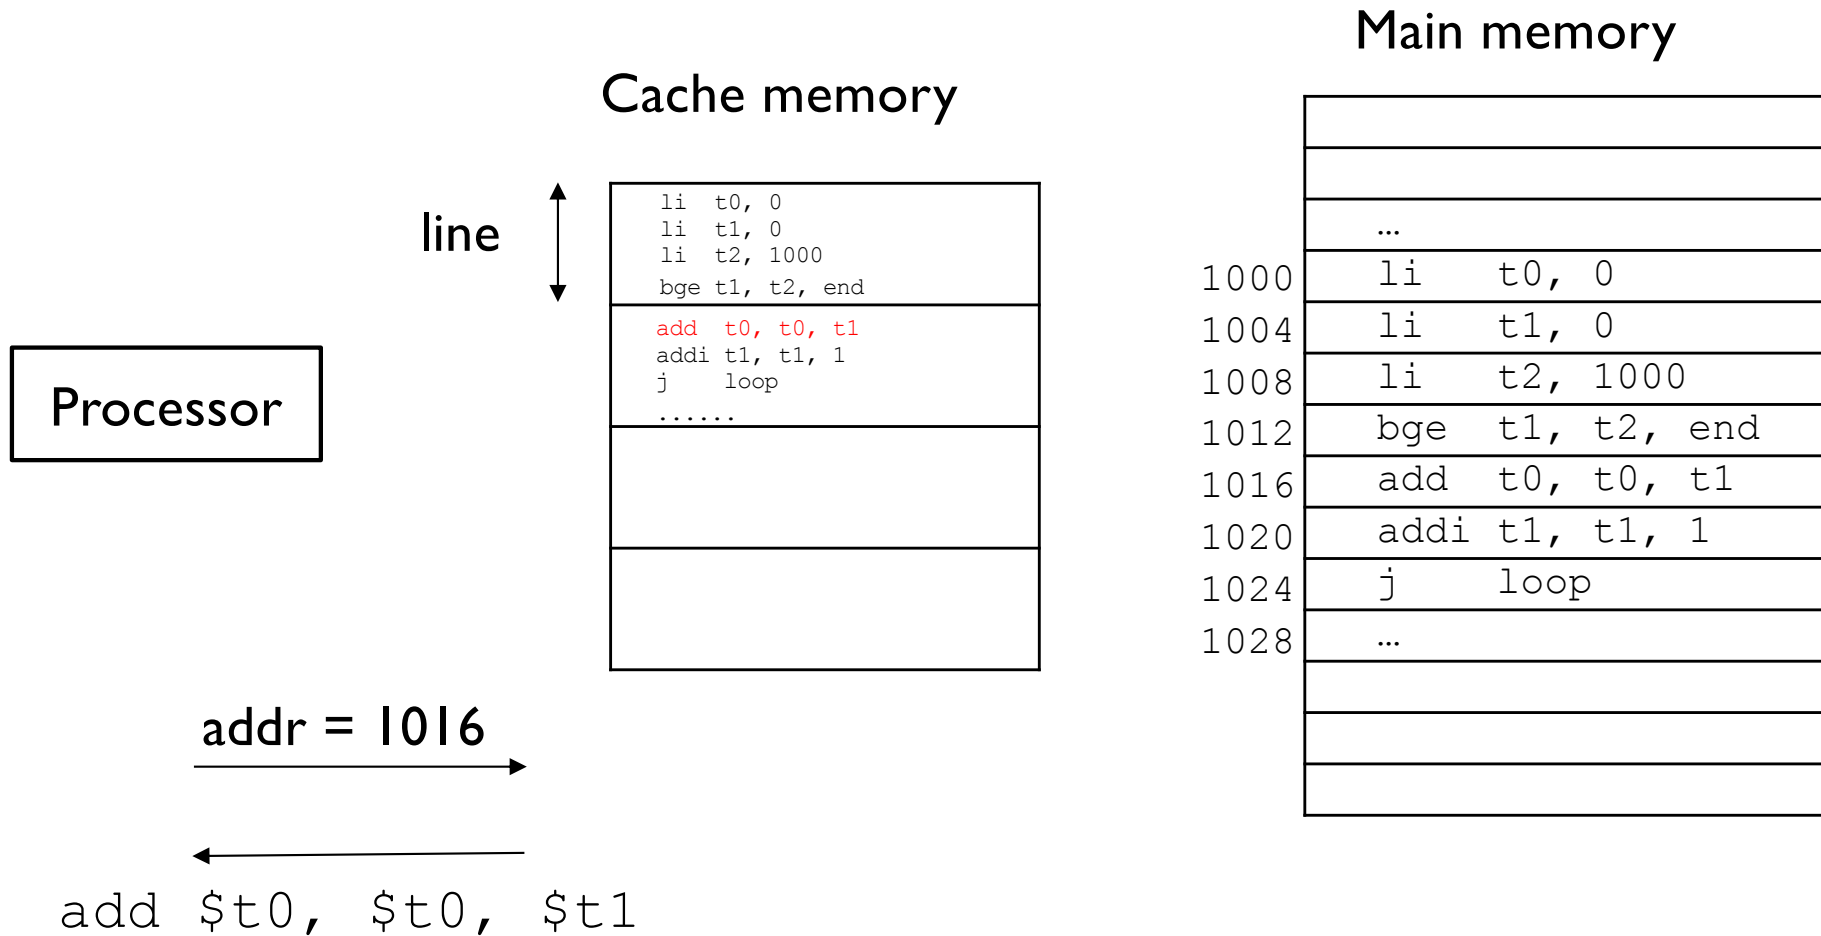 Main memory
Cache memory
line
li  t0, 0
li  t1, 0
li  t2, 1000
bge t1, t2, end
add  t0, t0, t1
addi t1, t1, 1
j    loop
......
Processor
…
1000 li   t0, 0
1004 li   t1, 0
1008 li   t2, 1000
1012 bge  t1, t2, end
1016 add  t0, t0, t1
1020 addi t1, t1, 1
1024 j    loop
1028 …
addr = 1016
add $t0, $t0, $t1